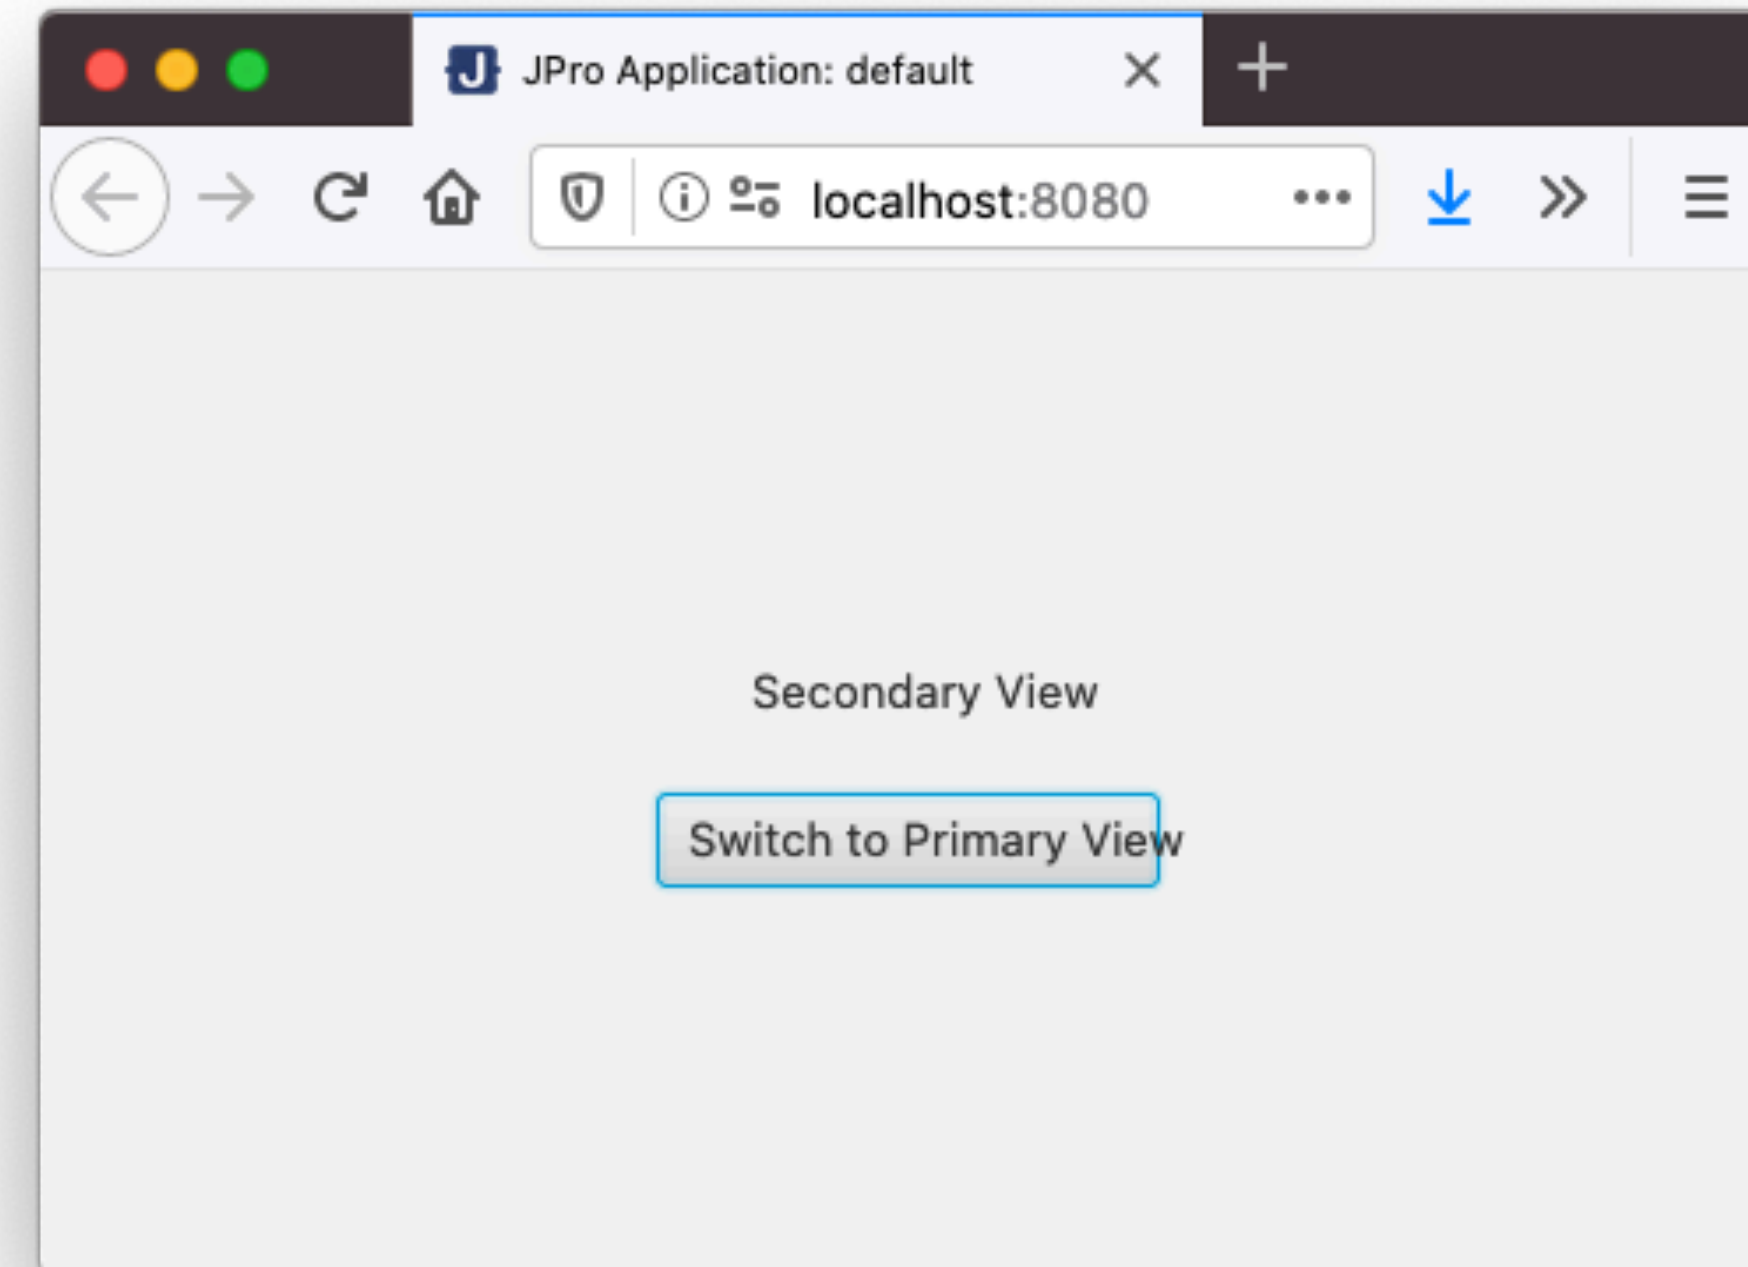 J JPro Application: default
localhost:8080
Secondary View
Switch to Primary View